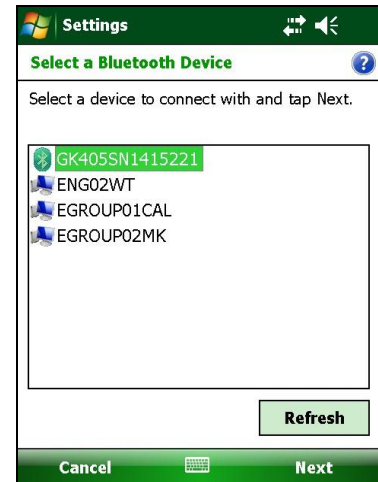 Settings
Select a Bluetooth Device
?
Select a device to connect with and tap Next.
GK405SN1415221
ENG02WT
EGROUP01CAL
EGROUP02MK
Refresh
Cancel
Next